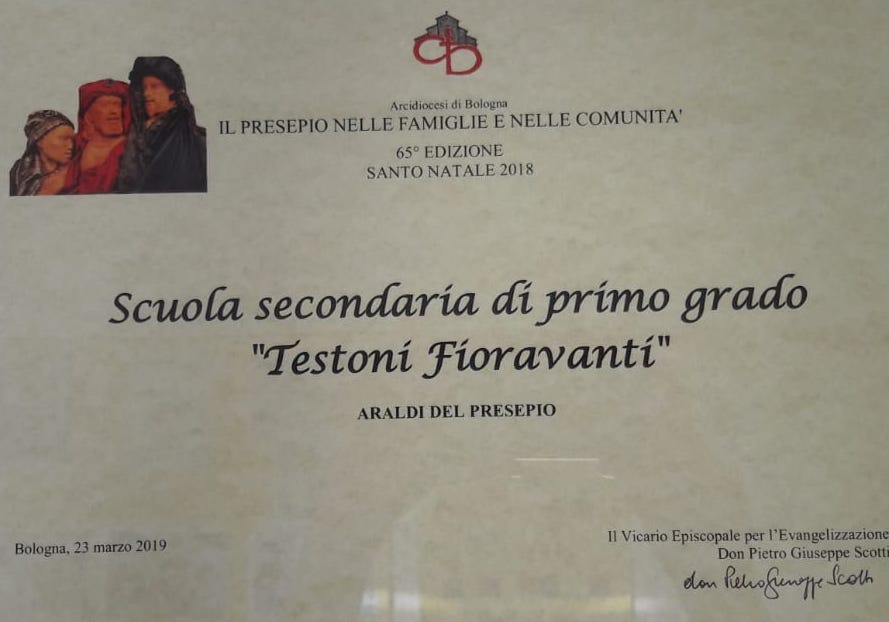 Arcidiocesi di Bologna
IL PRESEPIO NELLE FAMIGLIE E NELLE COMUNITA'
65° EDIZIONE
SANTO NATALE 2018
Scuola secondaria di primo grado
"Testoni Fioravanti"
ARALDI DEL PRESEPIO
Bologna, 23 marzo 2019
Il Vicario Episcopale per l'Evangelizzazione
Don Pietro Giuseppe Scotti
don Pietro Giuseppe Scotti